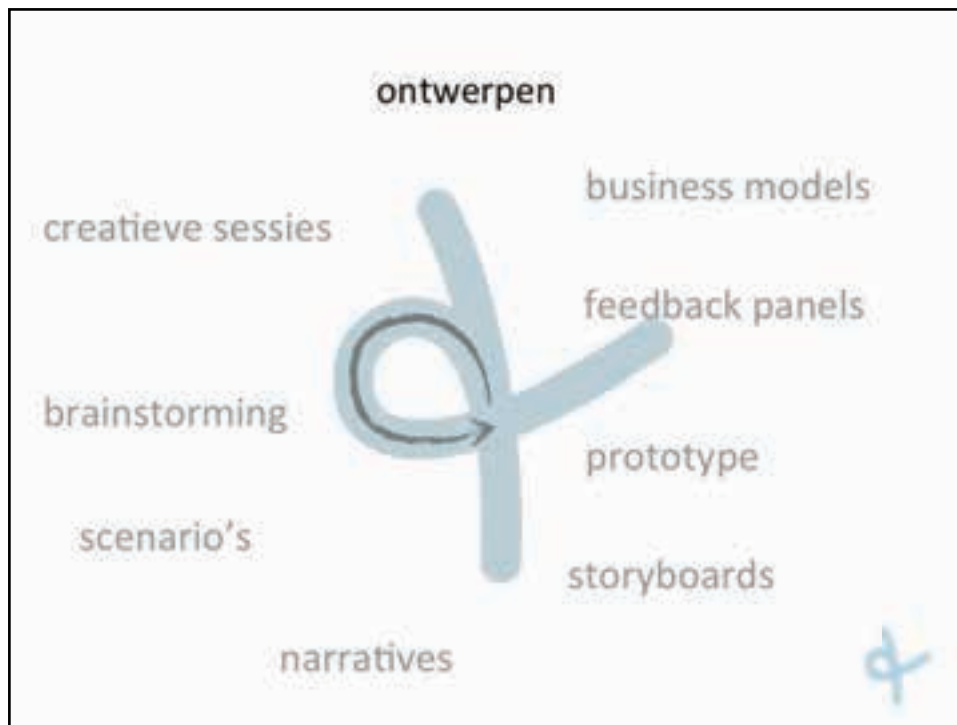 ontwerpen
business models
creatieve sessies
feedback panels
brainstorming
prototype
scenario's
storyboards
narratives